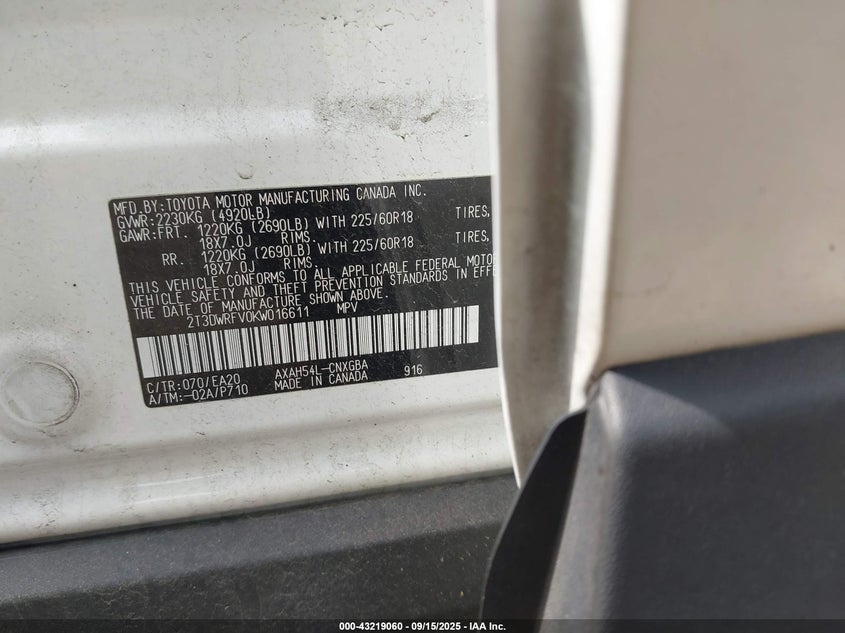 MFD.BY:TOYOTA MOTOR MANUFACTURING CANADA INC.
GVWR:2230KG (4920LB)
GAWR:FRT. 1220KG (2690LB) WITH 225/60R18 TIRES,
18X7.0J RIMS.
RR. 1220KG (2690LB) WITH 225/60R18 TIRES,
18X7.0J RIMS.
THIS VEHICLE CONFORMS TO ALL APPLICABLE FEDERAL MOTO
VEHICLE SAFETY AND THEFT PREVENTION STANDARDS IN EFFE
THE DATE OF MANUFACTURE SHOWN ABOVE.
2T3DWRFV0KW016611 MPV
C/TR:070/EA20 AXAH54L-CNXGBA 916
A/TM:-02A/P710 MADE IN CANADA
000-43219060 - 09/15/2025 - IAA Inc.